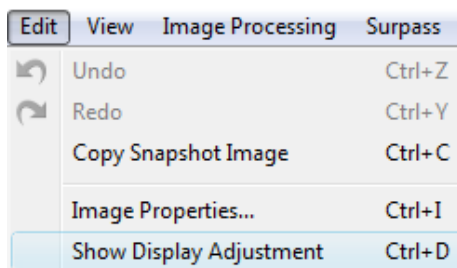 Edit View Image Processing Surpass
Undo Ctrl+Z
Redo Ctrl+Y
Copy Snapshot Image Ctrl+C
Image Properties... Ctrl+I
Show Display Adjustment Ctrl+D